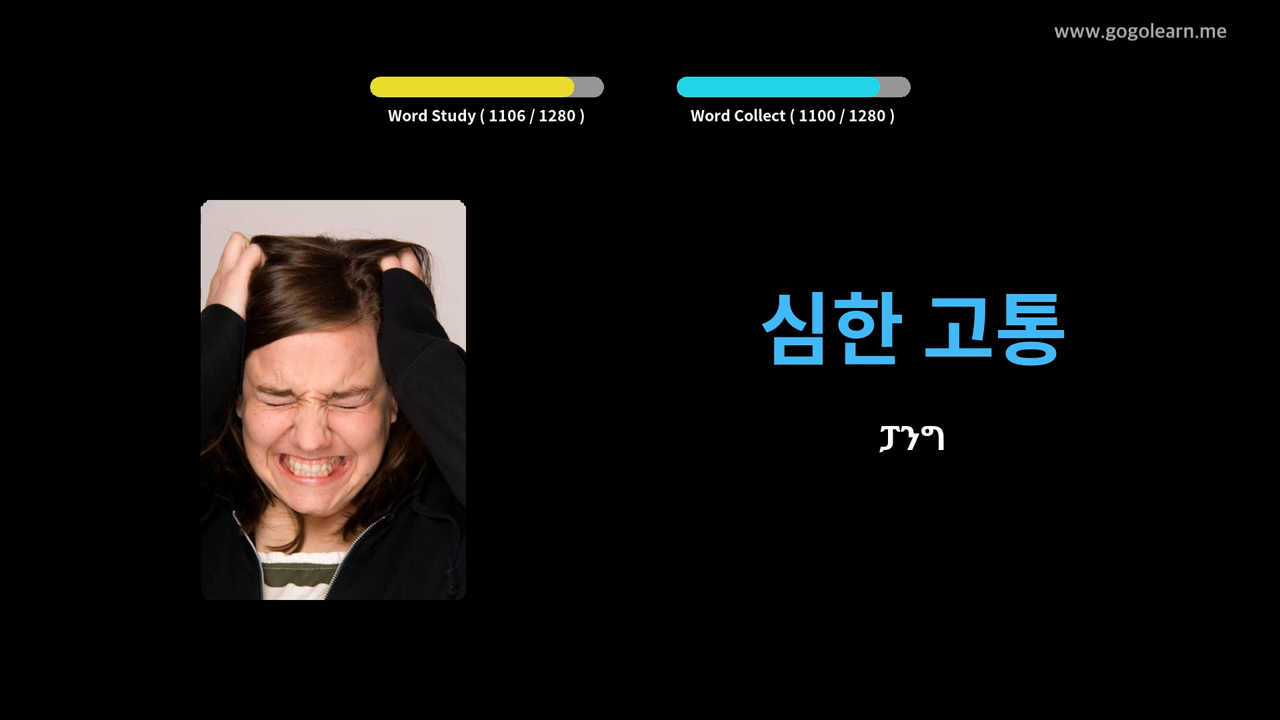 www.gogolearn.me
Word Study ( 1106 / 1280 )
Word Collect ( 1100 / 1280 )
심한 고통
ፓንግ